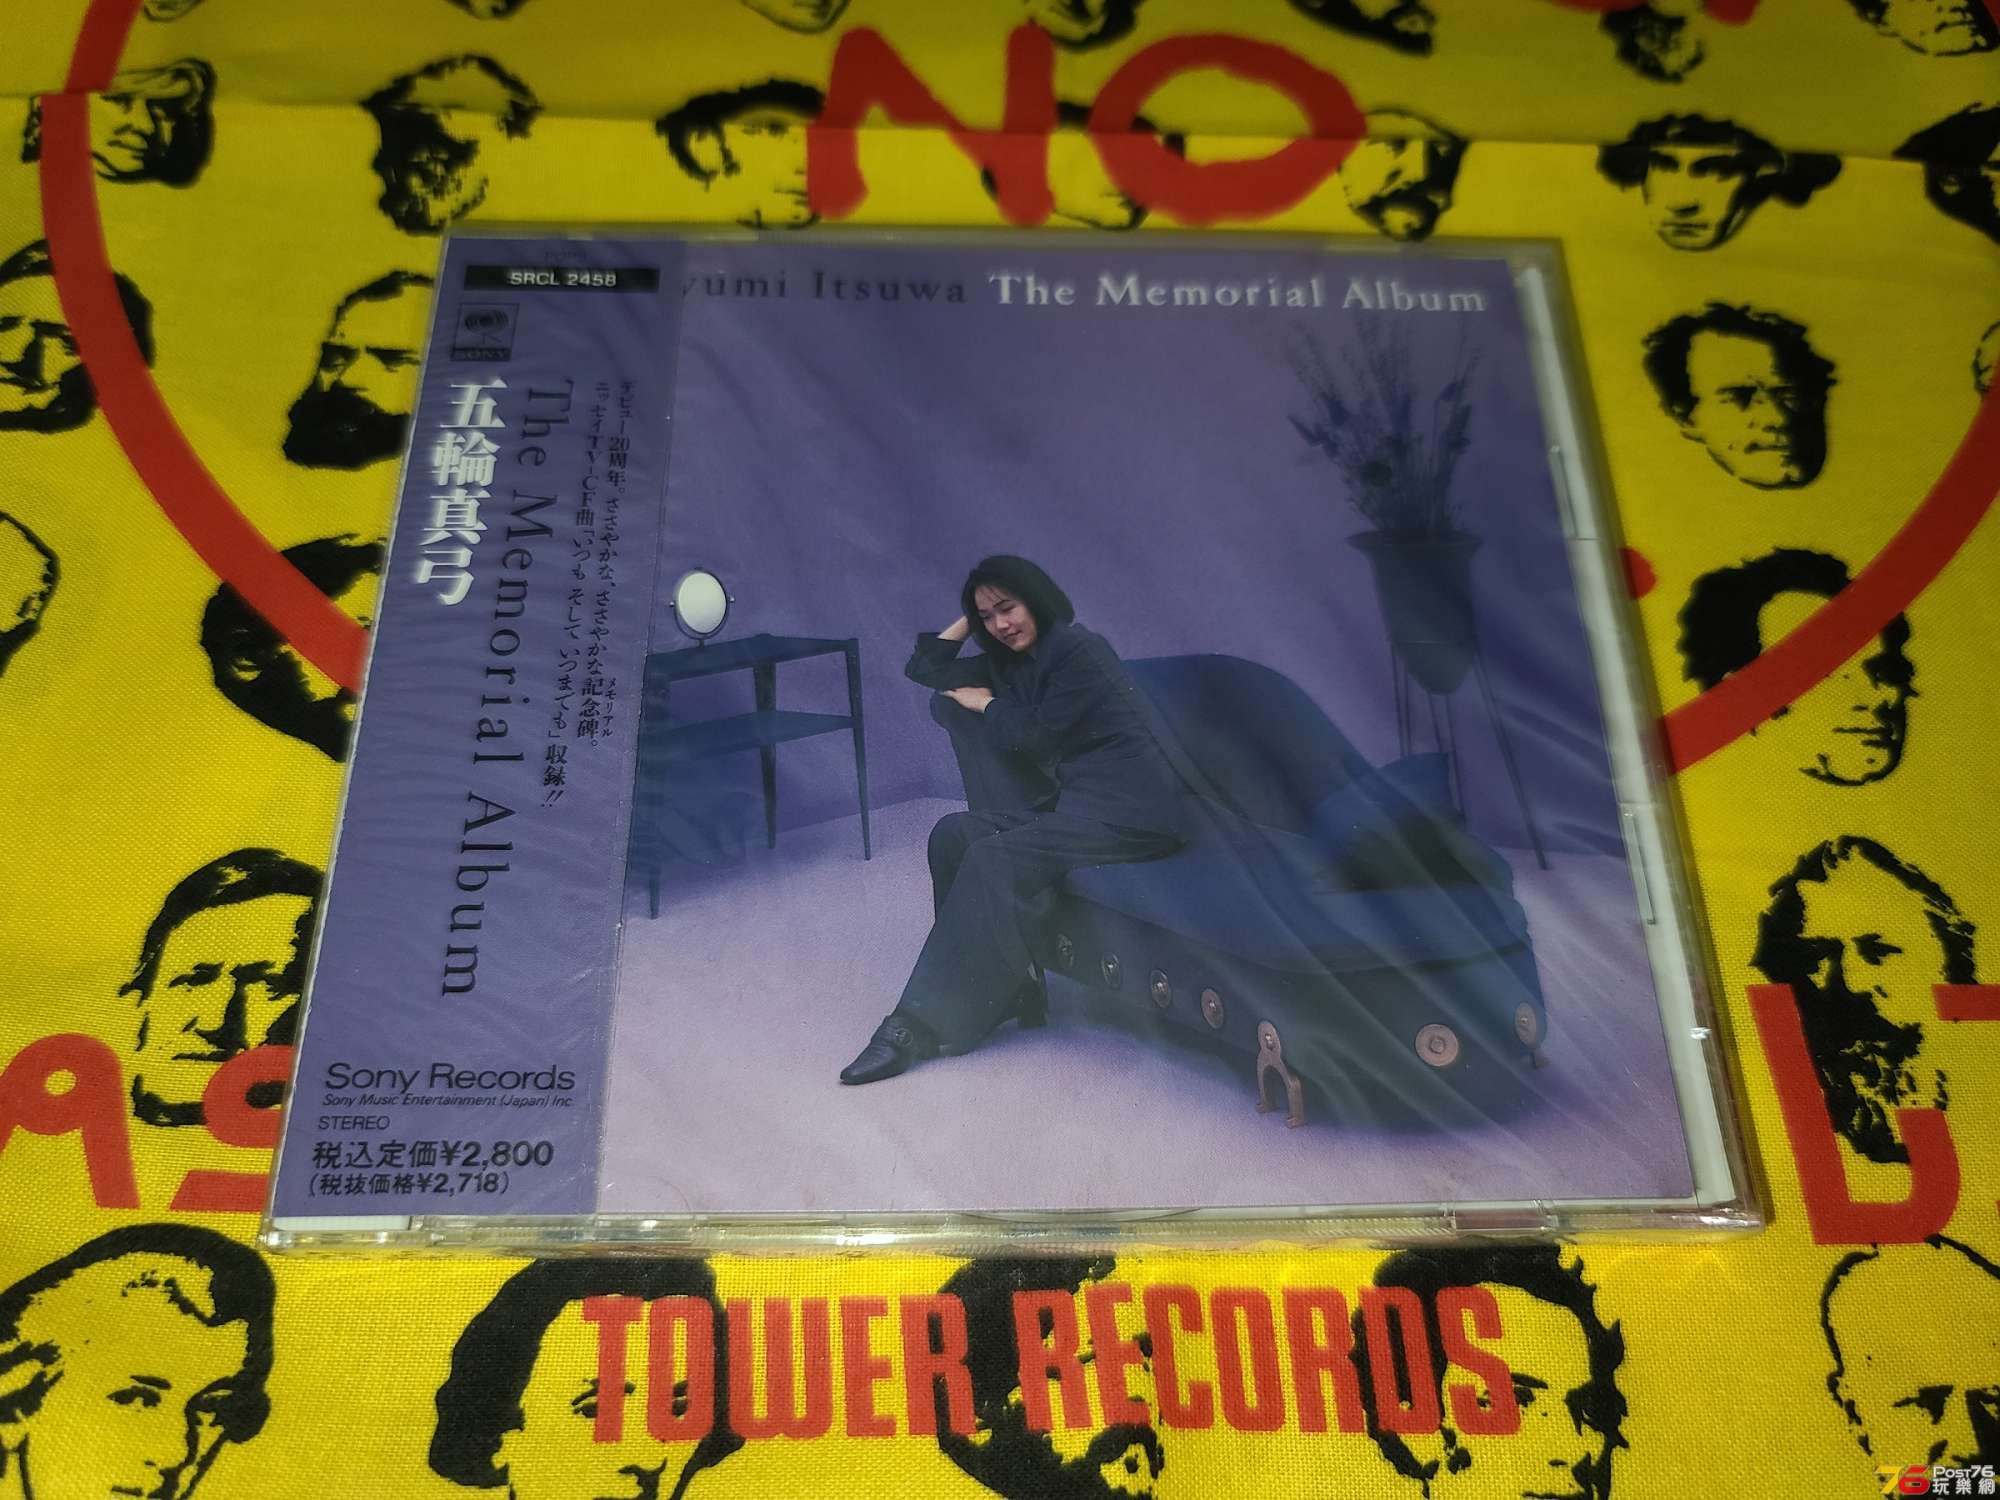 NO
SRCL 2458
SONY
yumi Itsuwa The Memorial Album
デビュー20周年。ささやかな、ささやかな記念碑。
メモリアル
ニッセイTV-CF曲「いつも そして いつまでも」収録!!
The Memorial Album
五輪真弓
Sony Records
Sony Music Entertainment (Japan) Inc.
STEREO
税込定価¥2,800
(税抜価格¥2,718)
TOWER RECORDS
76 Post76
玩樂網